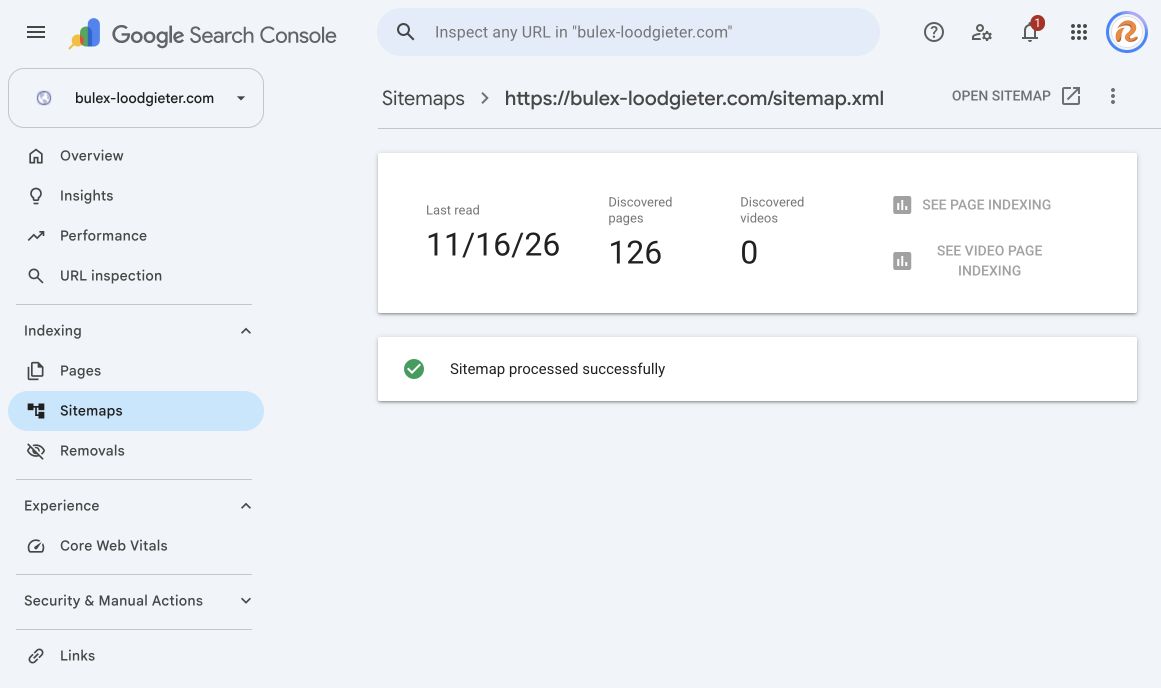 Google Search Console
Inspect any URL in "bulex-loodgieter.com"
1
bulex-loodgieter.com
Sitemaps > https://bulex-loodgieter.com/sitemap.xml
OPEN SITEMAP
Overview
Insights
Performance
URL inspection
Indexing
Pages
Sitemaps
Removals
Experience
Core Web Vitals
Security & Manual Actions
Links
Last read
11/16/26
Discovered
pages
126
Discovered
videos
0
SEE PAGE INDEXING
SEE VIDEO PAGE
INDEXING
Sitemap processed successfully